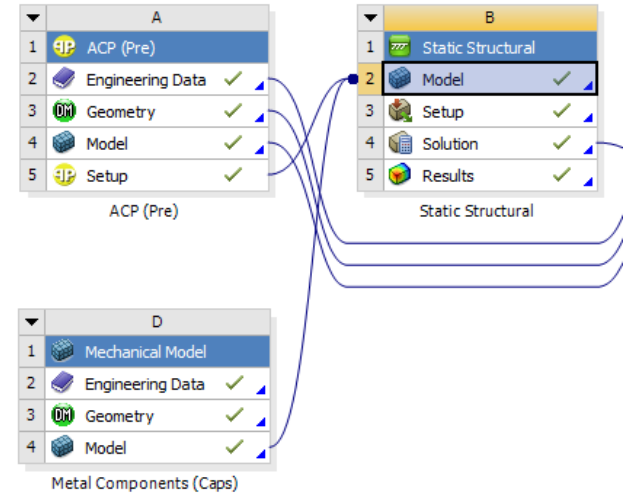 A
1 ACP (Pre)
2 Engineering Data
3 DM Geometry
4 Model
5 Setup
ACP (Pre)
B
1 Static Structural
2 Model
3 Setup
4 Solution
5 Results
Static Structural
D
1 Mechanical Model
2 Engineering Data
3 DM Geometry
4 Model
Metal Components (Caps)